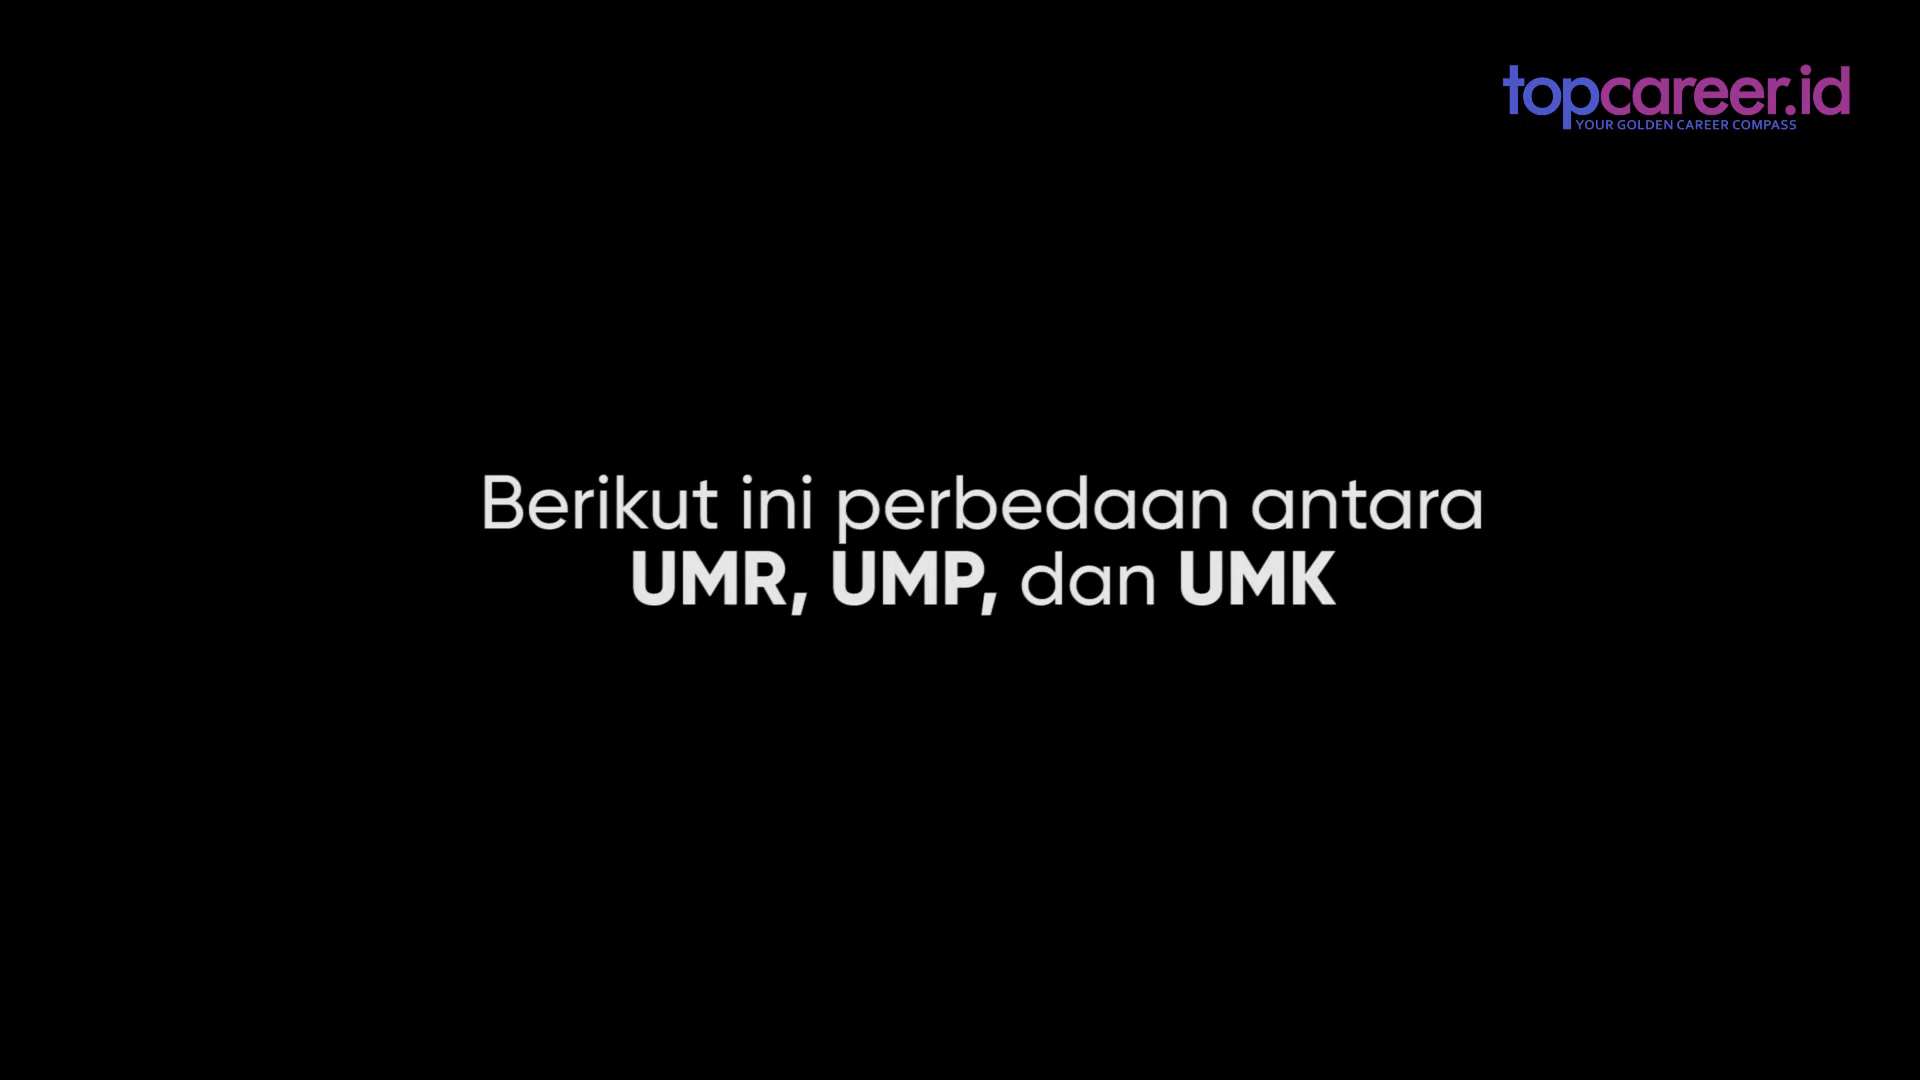 topcareer.id
YOUR GOLDEN CAREER COMPASS
Berikut ini perbedaan antara
UMR, UMP, dan UMK